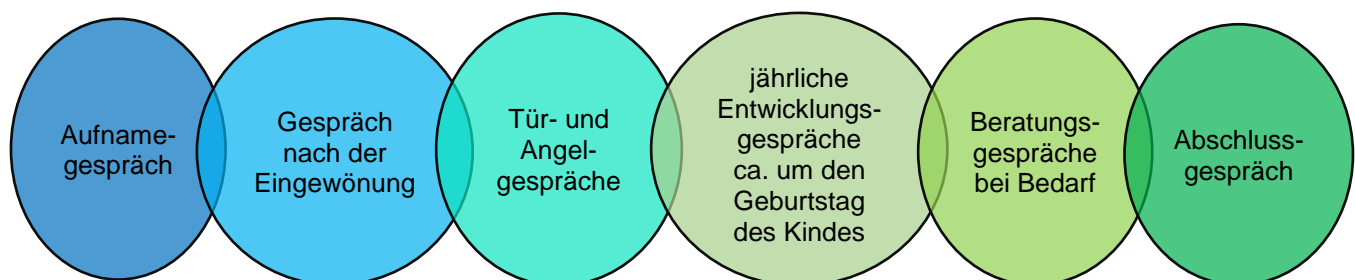 Aufname-
gespräch
Gespräch
nach der
Eingewönung
Tür- und
Angel-
gespräche
jährliche
Entwicklungs-
gespräche
ca. um den
Geburtstag
des Kindes
Beratungs-
gespräche
bei Bedarf
Abschluss-
gespräch